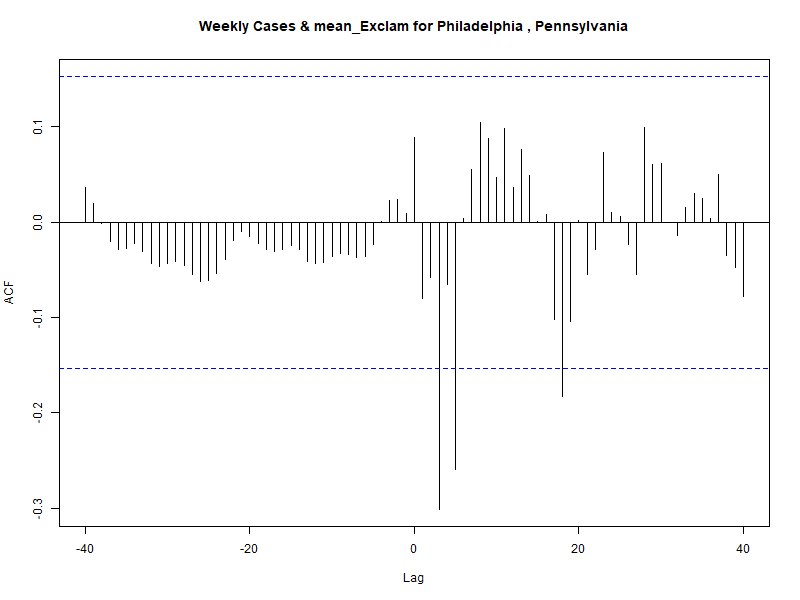 Weekly Cases & mean_Exclam for Philadelphia , Pennsylvania
ACF
0.1
0.0
-0.1
-0.2
-0.3
-40 -20 0 20 40
Lag